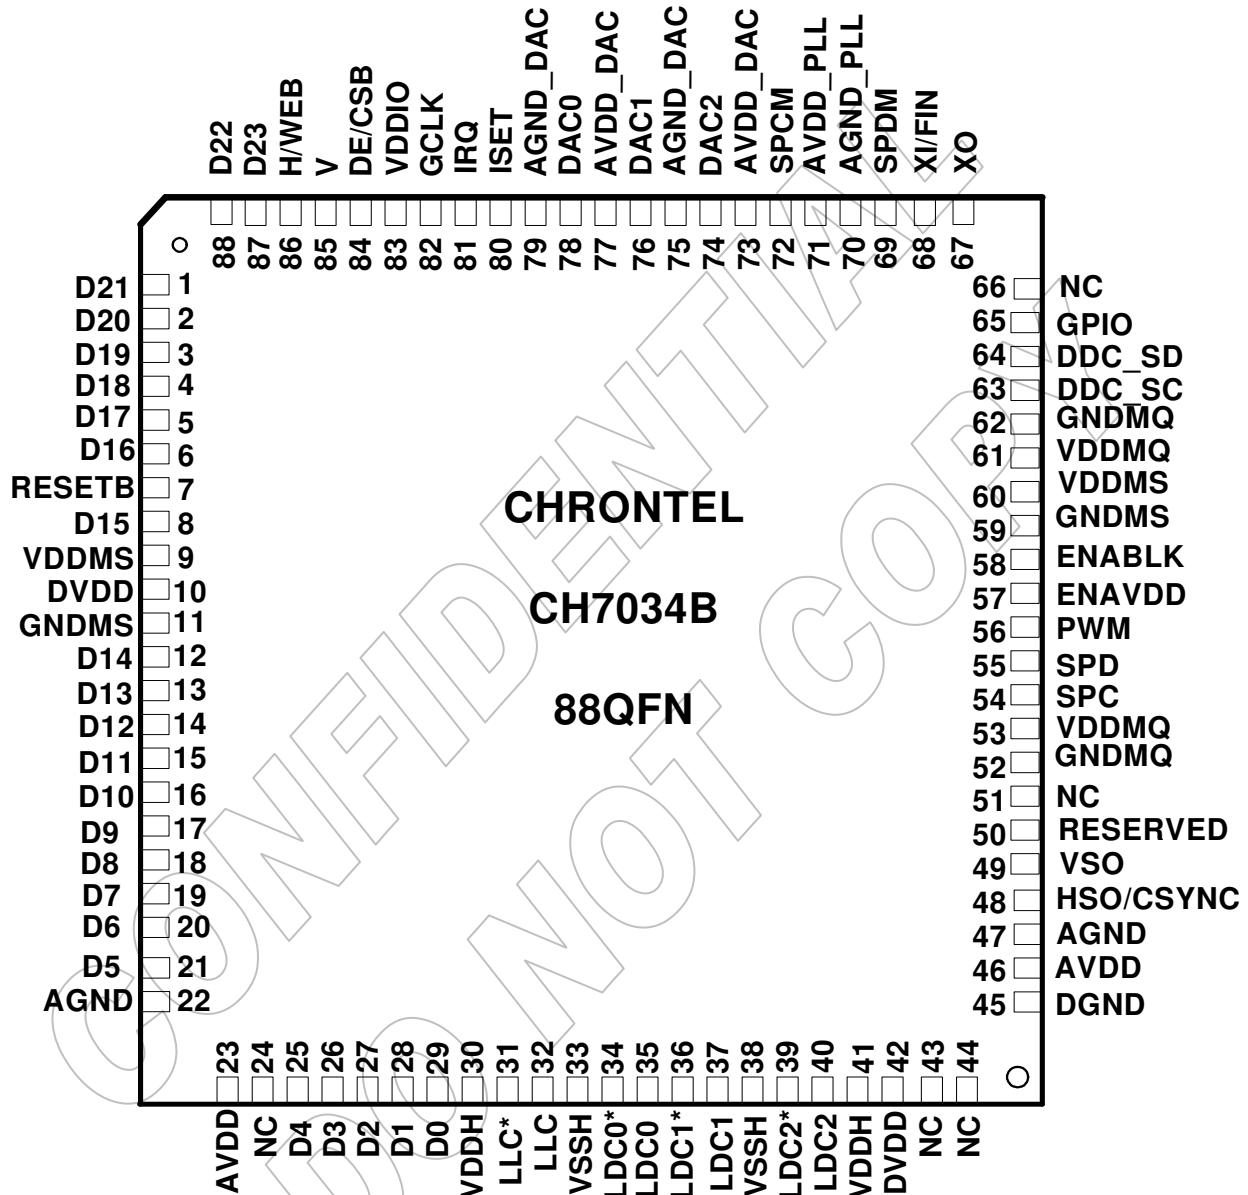 D22
D23
H/WEB
V
DE/CSB
VDDIO
GCLK
IRQ
ISET
AGND_DAC
DAC0
AVDD_DAC
DAC1
AGND_DAC
DAC2
AVDD_DAC
SPCM
AVDD_PLL
AGND_PLL
SPDM
XI/FIN
XO
88
87
86
85
84
83
82
81
80
79
78
77
76
75
74
73
72
71
70
69
68
67
D21 1
D20 2
D19 3
D18 4
D17 5
D16 6
RESETB 7
D15 8
VDDMS 9
DVDD 10
GNDMS 11
D14 12
D13 13
D12 14
D11 15
D10 16
D9 17
D8 18
D7 19
D6 20
D5 21
AGND 22
CHRONTEL
CH7034B
88QFN
66 NC
65 GPIO
64 DDC_SD
63 DDC_SC
62 GNDMQ
61 VDDMQ
60 VDDMS
59 GNDMS
58 ENABLK
57 ENAVDD
56 PWM
55 SPD
54 SPC
53 VDDMQ
52 GNDMQ
51 NC
50 RESERVED
49 VSO
48 HSO/CSYNC
47 AGND
46 AVDD
45 DGND
23
24
25
26
27
28
29
30
31
32
33
34
35
36
37
38
39
40
41
42
43
44
AVDD
NC
D4
D3
D2
D1
D0
VDDH
LLC*
LLC
VSSH
LDC0*
LDC0
LDC1*
LDC1
VSSH
LDC2*
LDC2
VDDH
DVDD
NC
NC
CONFIDENTIAL
DO NOT COPY